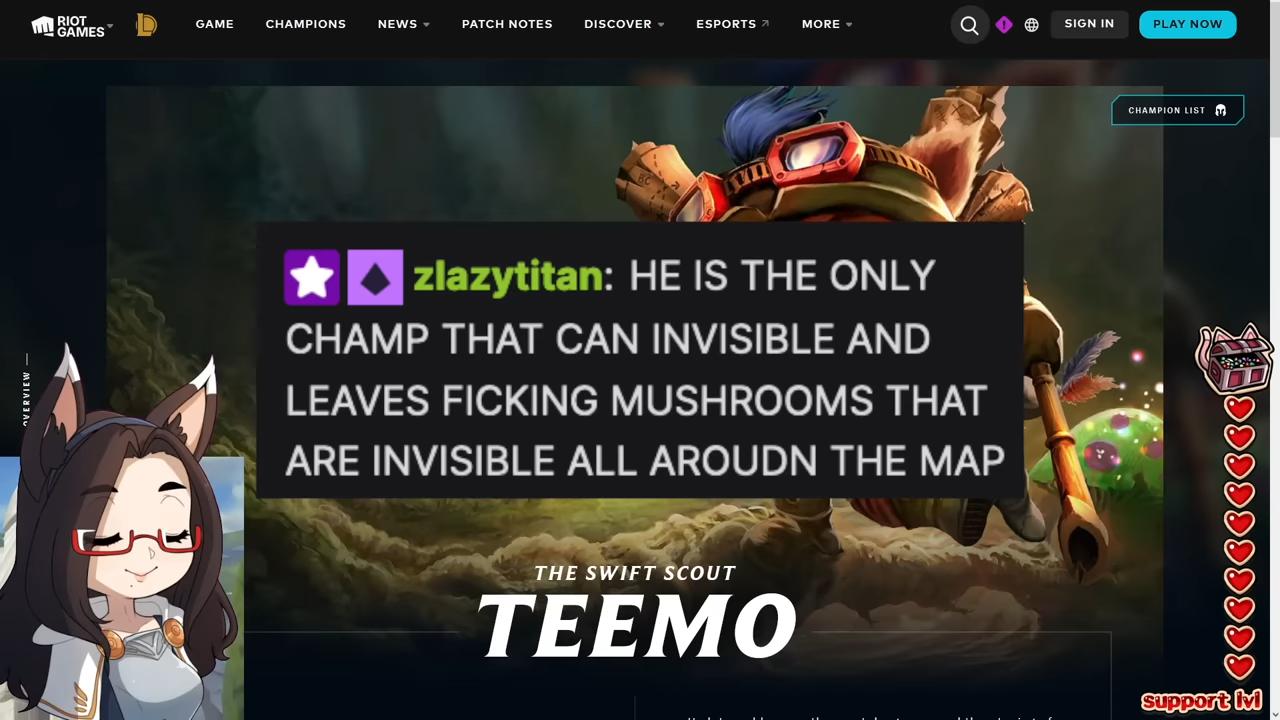 RIOT GAMES
GAME
CHAMPIONS
NEWS
PATCH NOTES
DISCOVER
ESPORTS
MORE
SIGN IN
PLAY NOW
CHAMPION LIST
OVERVIEW
zlazytitan: HE IS THE ONLY
CHAMP THAT CAN INVISIBLE AND
LEAVES FICKING MUSHROOMS THAT
ARE INVISIBLE ALL AROUDN THE MAP
THE SWIFT SCOUT
TEEMO
support lvl